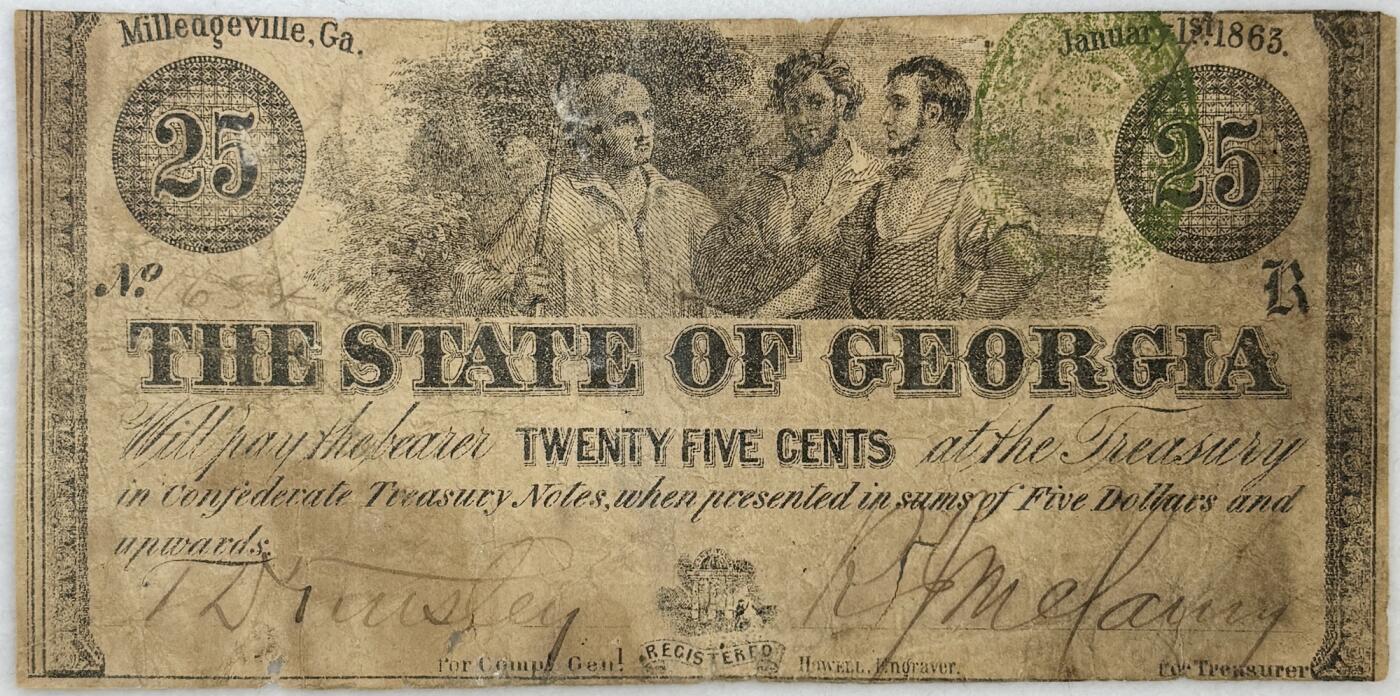 Milledgeville, Ga.
January 1st 1863.
25
25
No.
R
THE STATE OF GEORGIA
Will pay the bearer TWENTY FIVE CENTS at the Treasury
in Confederate Treasury Notes, when presented in sums of Five Dollars and
upwards.
For Comp. Genl
REGISTERED
HOWELL, Engraver.
For Treasurer